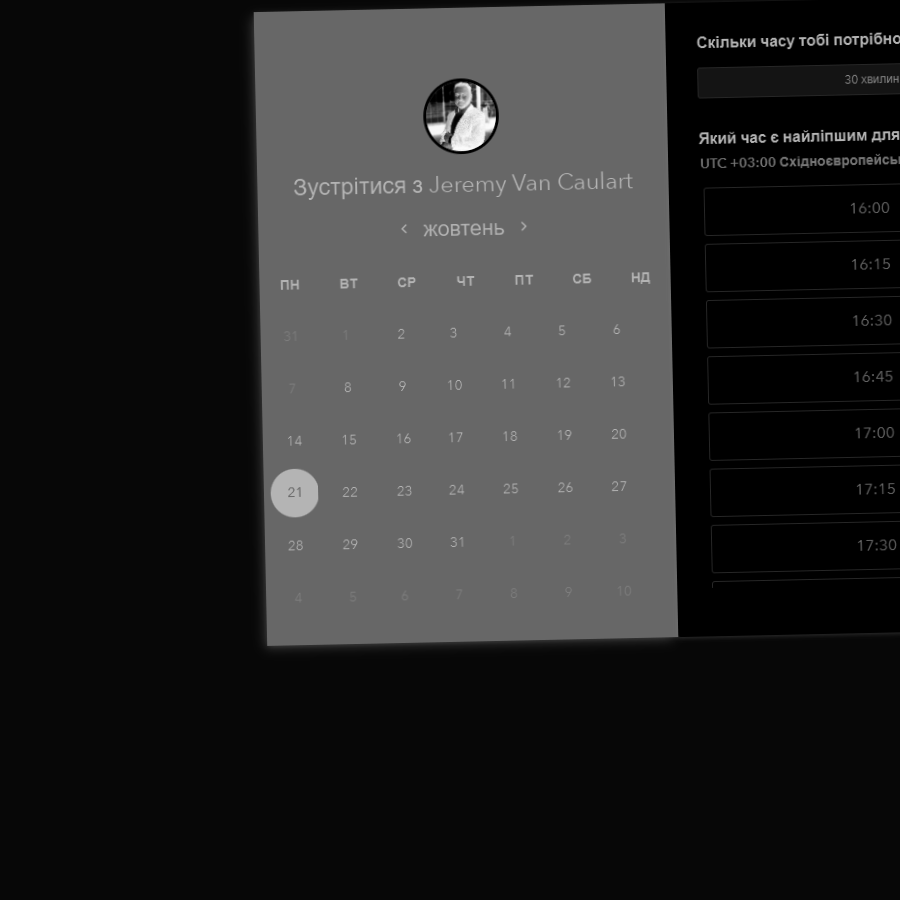 Зустрітися з Jeremy Van Caulart
‹ жовтень ›
ПН ВТ СР ЧТ ПТ СБ НД
31 1 2 3 4 5 6
7 8 9 10 11 12 13
14 15 16 17 18 19 20
21 22 23 24 25 26 27
28 29 30 31 1 2 3
4 5 6 7 8 9 10
Скільки часу тобі потрібно
30 хвилин
Який час є найліпшим для
UTC +03:00 Східноєвропейсь
16:00
16:15
16:30
16:45
17:00
17:15
17:30